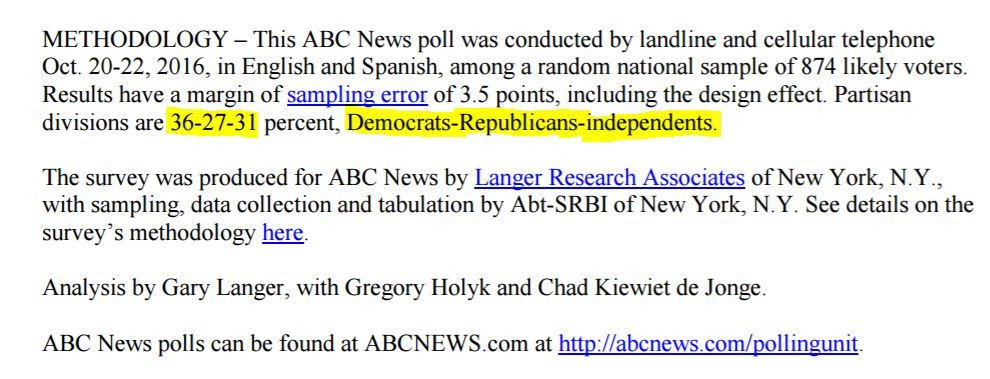 METHODOLOGY – This ABC News poll was conducted by landline and cellular telephone
Oct. 20-22, 2016, in English and Spanish, among a random national sample of 874 likely voters.
Results have a margin of sampling error of 3.5 points, including the design effect. Partisan
divisions are 36-27-31 percent, Democrats-Republicans-independents.
The survey was produced for ABC News by Langer Research Associates of New York, N.Y.,
with sampling, data collection and tabulation by Abt-SRBI of New York, N.Y. See details on the
survey’s methodology here.
Analysis by Gary Langer, with Gregory Holyk and Chad Kiewiet de Jonge.
ABC News polls can be found at ABCNEWS.com at http://abcnews.com/pollingunit.